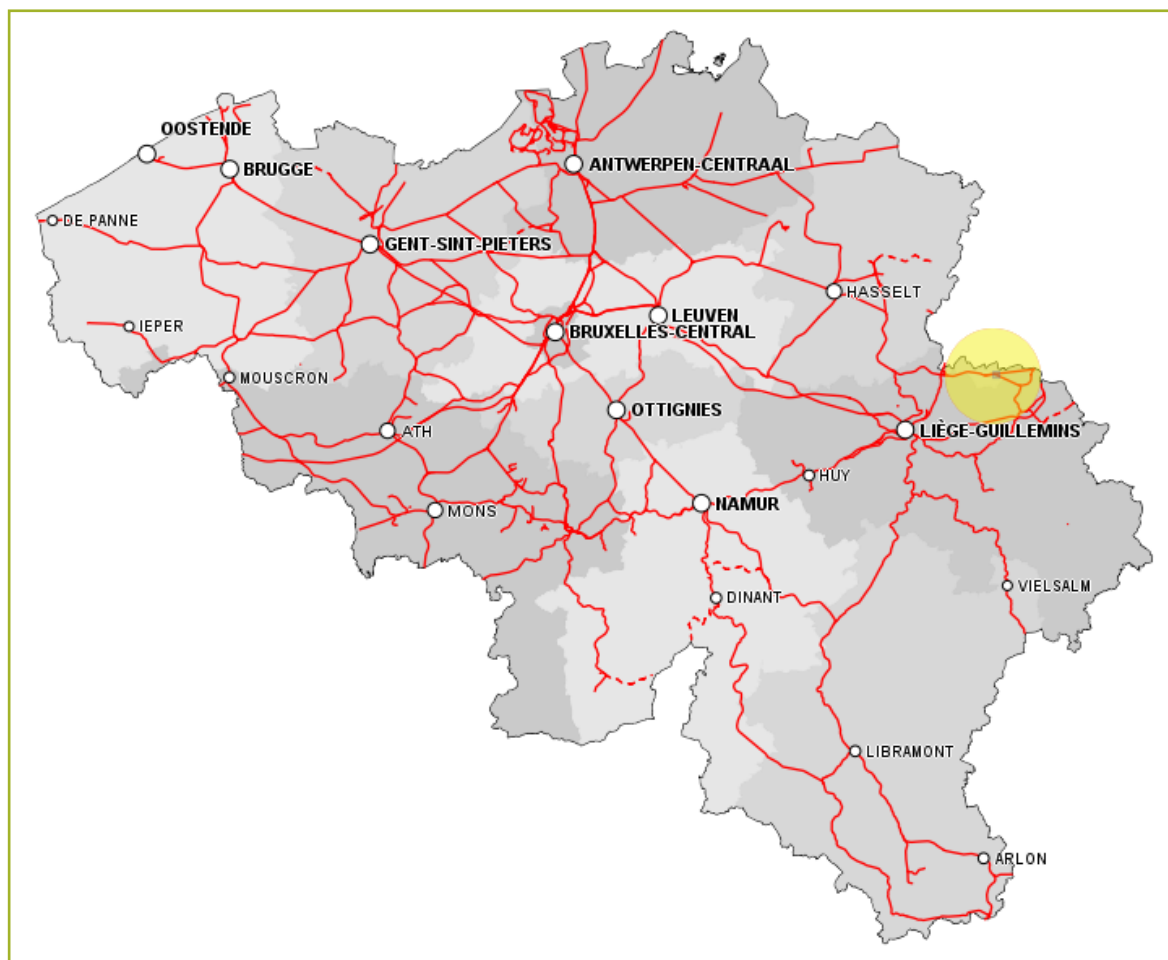 OOSTENDE
BRUGGE
ANTWERPEN-CENTRAAL
DE PANNE
GENT-SINT-PIETERS
HASSELT
LEUVEN
IEPER
BRUXELLES-CENTRAL
MOUSCRON
OTTIGNIES
ATH
LIÈGE-GUILLEMINS
HUY
MONS
NAMUR
DINANT
VIELSALM
LIBRAMONT
ARLON